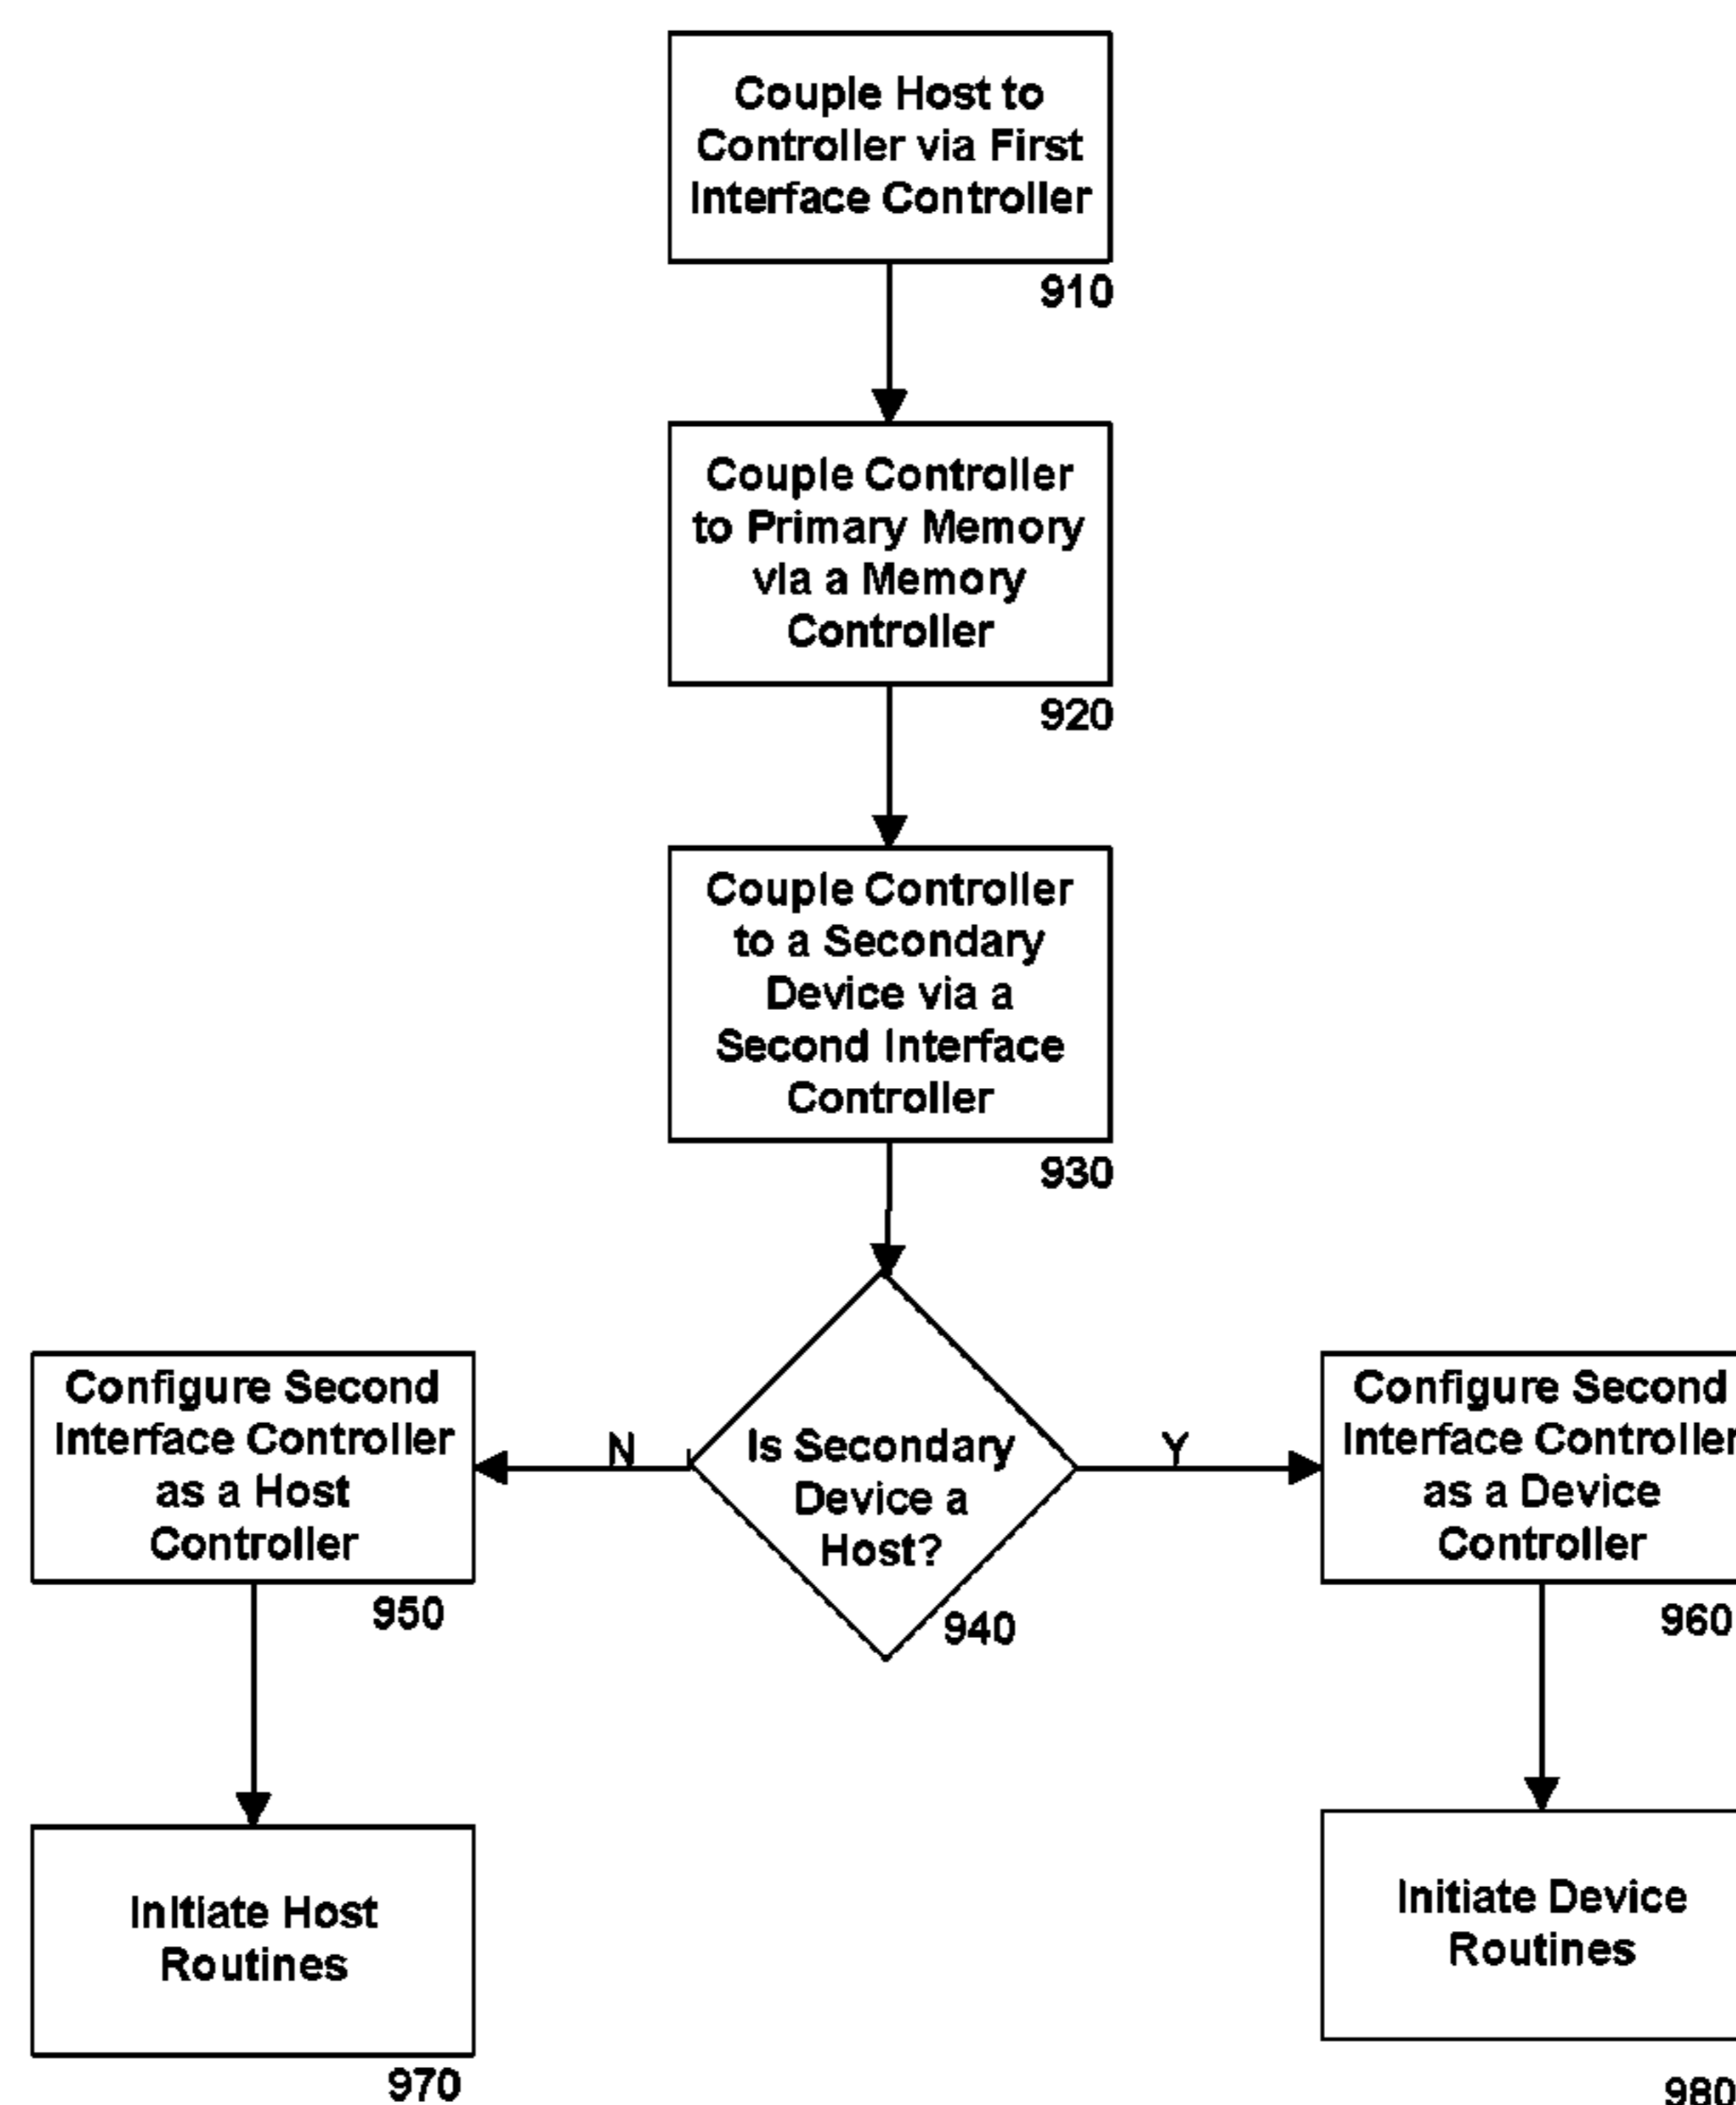 Couple Host to
Controller via First
Interface Controller
910
Couple Controller
to Primary Memory
via a Memory
Controller
920
Couple Controller
to a Secondary
Device via a
Second Interface
Controller
930
Configure Second
Interface Controller
as a Host
Controller
950
N
Is Secondary
Device a
Host?
940
Y
Configure Second
Interface Controller
as a Device
Controller
960
Initiate Host
Routines
970
Initiate Device
Routines
980